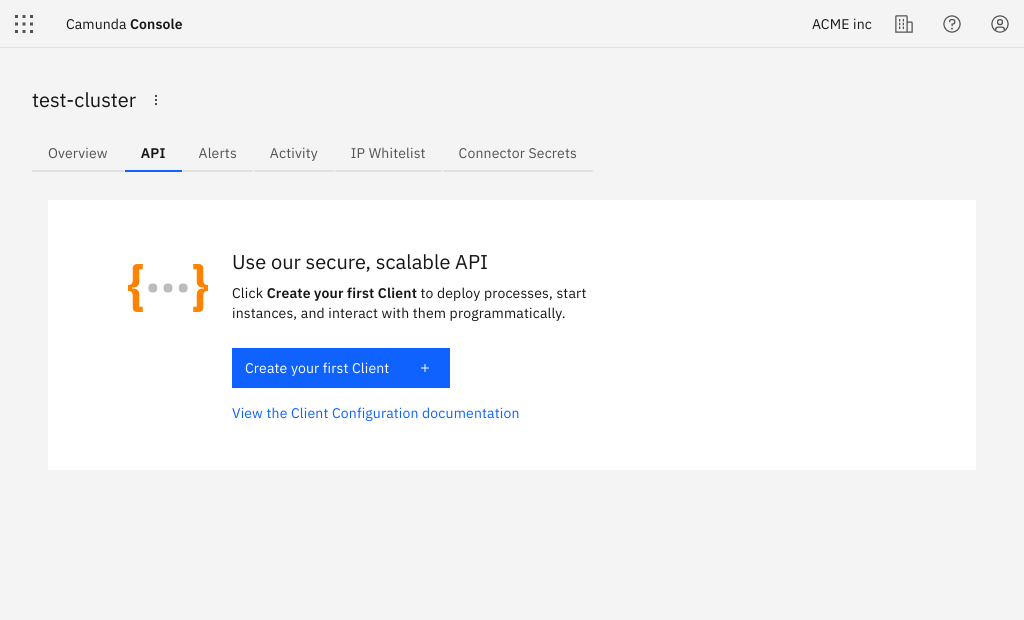 Camunda Console
ACME inc
test-cluster
Overview
API
Alerts
Activity
IP Whitelist
Connector Secrets
Use our secure, scalable API
Click Create your first Client to deploy processes, start
instances, and interact with them programmatically.
Create your first Client +
View the Client Configuration documentation